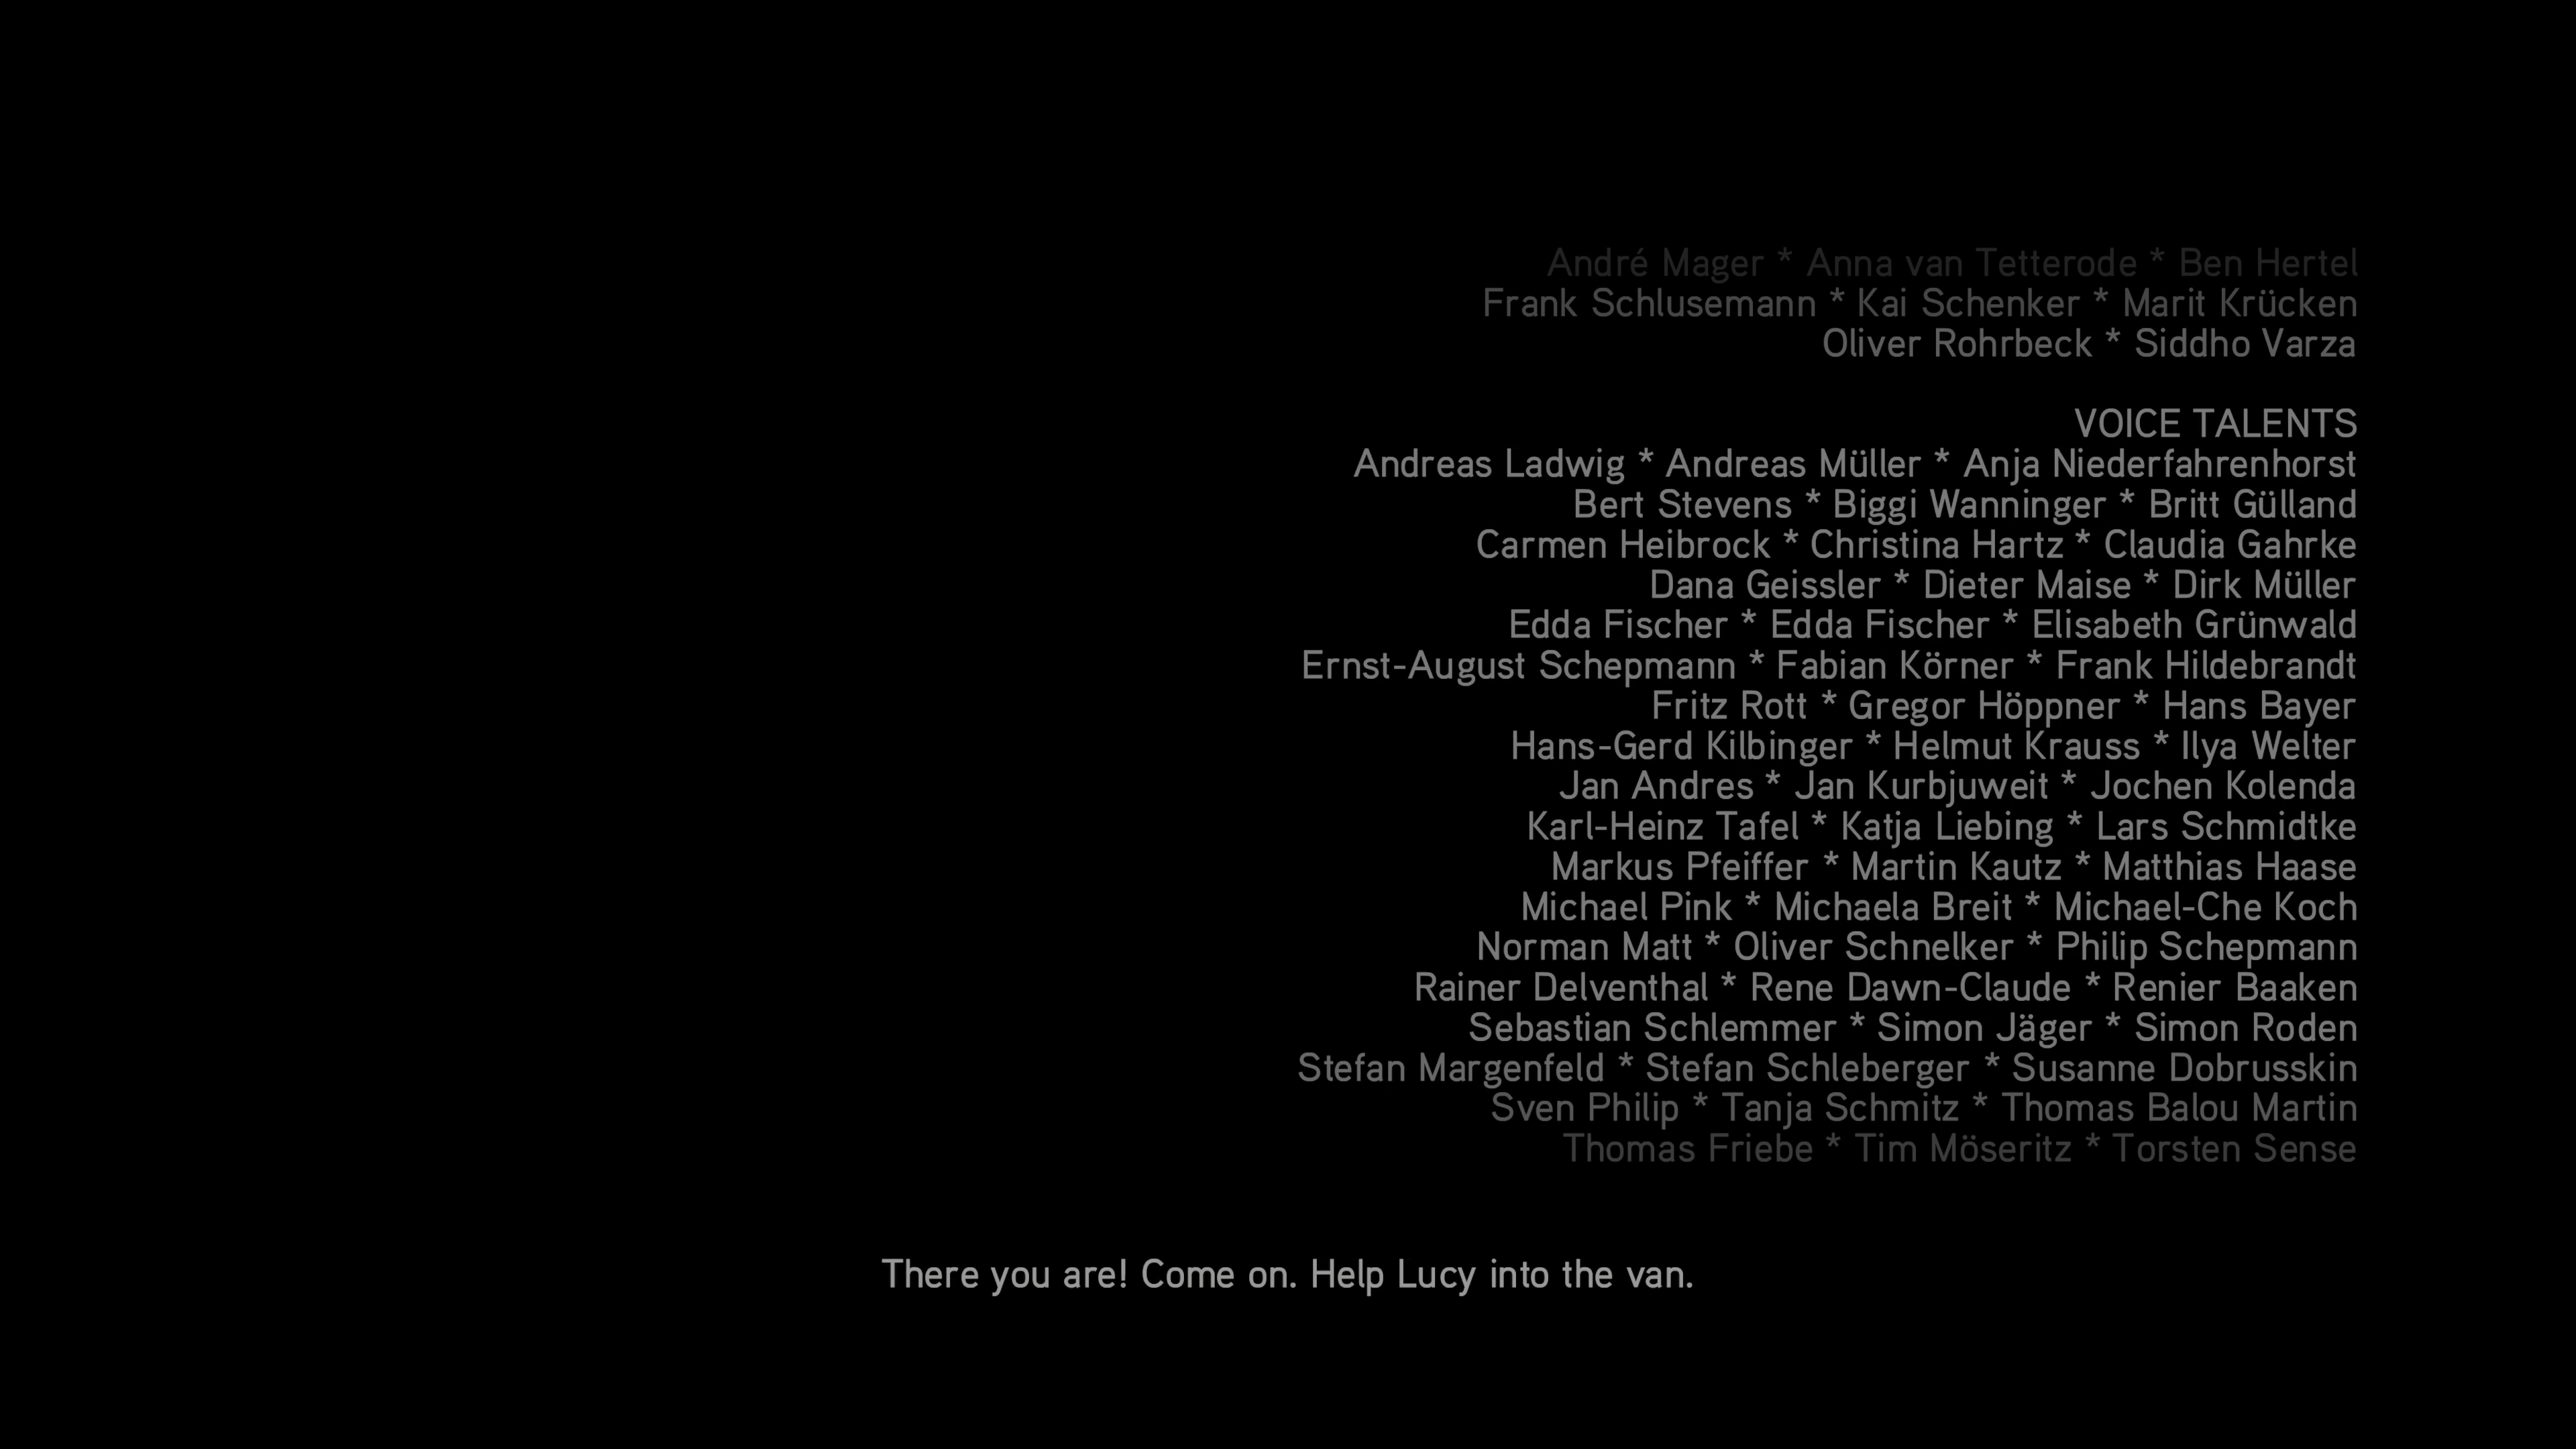 André Mager * Anna van Tetterode * Ben Hertel
Frank Schlusemann * Kai Schenker * Marit Krücken
Oliver Rohrbeck * Siddho Varza
VOICE TALENTS
Andreas Ladwig * Andreas Müller * Anja Niederfahrenhorst
Bert Stevens * Biggi Wanninger * Britt Gülland
Carmen Heibrock * Christina Hartz * Claudia Gahrke
Dana Geissler * Dieter Maise * Dirk Müller
Edda Fischer * Edda Fischer * Elisabeth Grünwald
Ernst-August Schepmann * Fabian Körner * Frank Hildebrandt
Fritz Rott * Gregor Höppner * Hans Bayer
Hans-Gerd Kilbinger * Helmut Krauss * Ilya Welter
Jan Andres * Jan Kurbjuweit * Jochen Kolenda
Karl-Heinz Tafel * Katja Liebing * Lars Schmidtke
Markus Pfeiffer * Martin Kautz * Matthias Haase
Michael Pink * Michaela Breit * Michael-Che Koch
Norman Matt * Oliver Schnelker * Philip Schepmann
Rainer Delventhal * Rene Dawn-Claude * Renier Baaken
Sebastian Schlemmer * Simon Jäger * Simon Roden
Stefan Margenfeld * Stefan Schleberger * Susanne Dobrusskin
Sven Philip * Tanja Schmitz * Thomas Balou Martin
Thomas Friebe * Tim Möseritz * Torsten Sense
There you are! Come on. Help Lucy into the van.